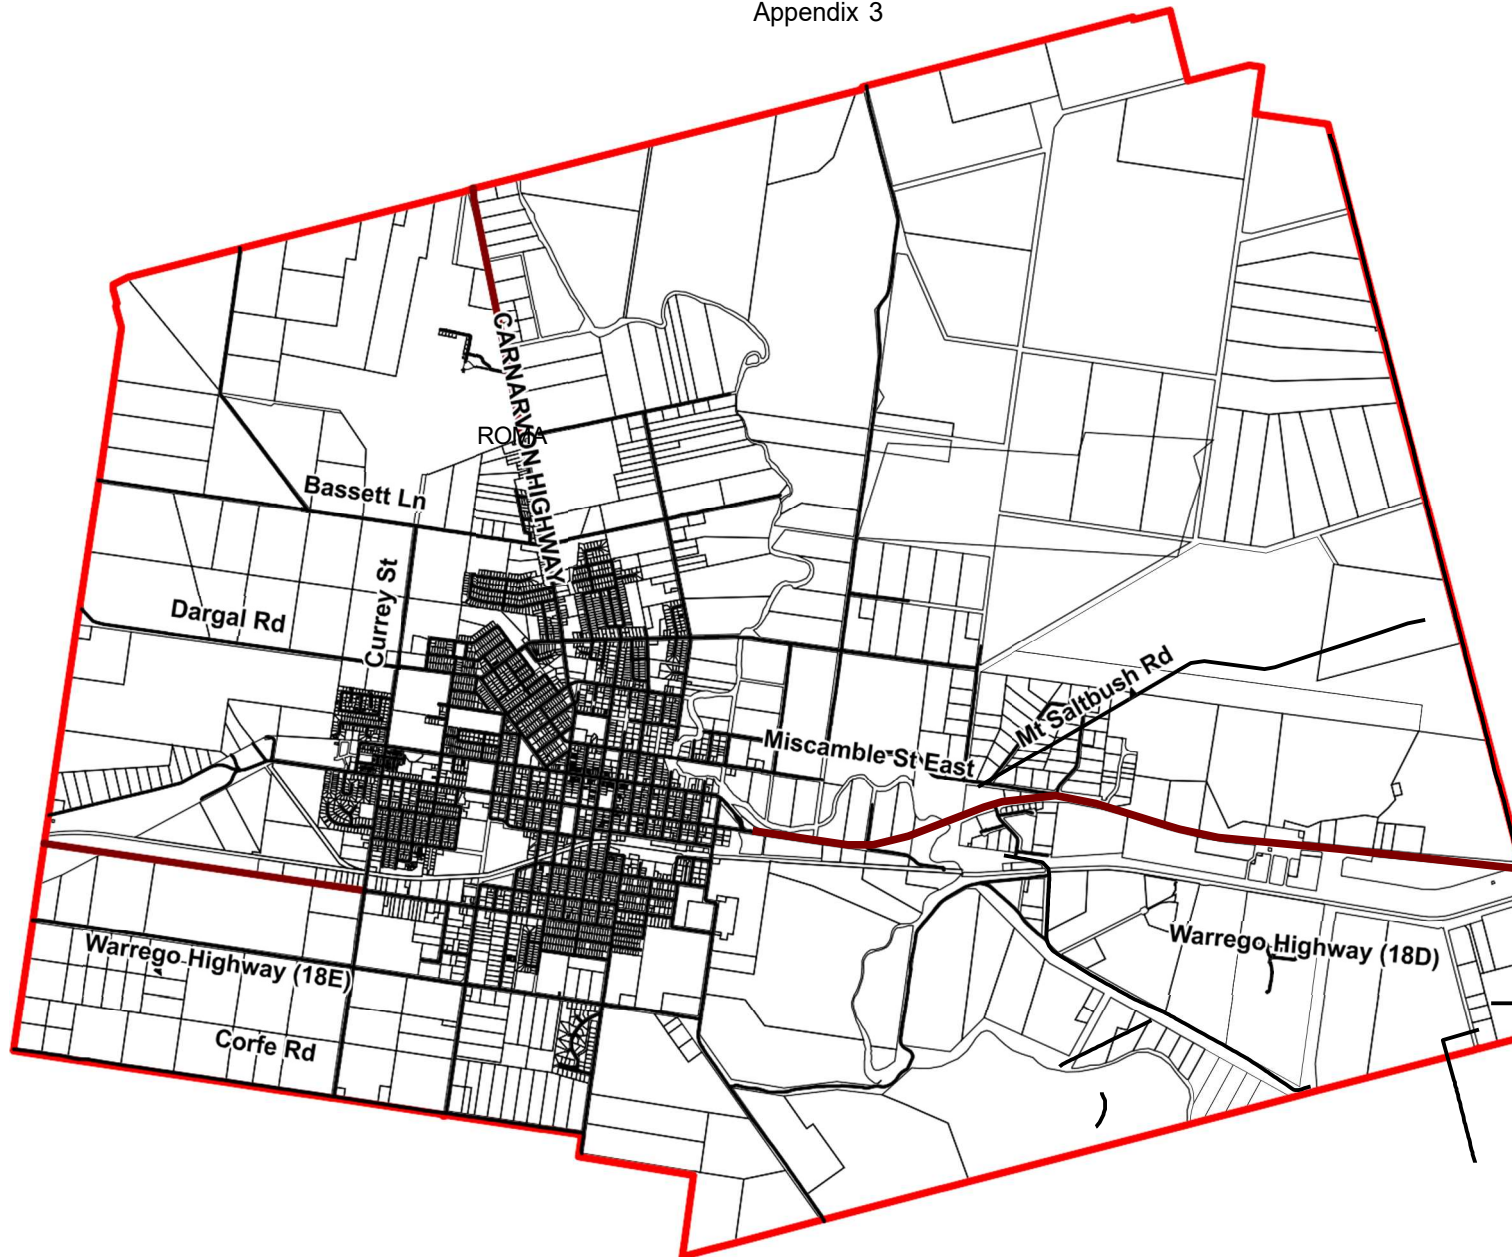 Appendix 3
CARNARVON HIGHWAY
ROMA
Bassett Ln
Currey St
Dargal Rd
Mt Saltbush Rd
Miscamble St East
Warrego Highway (18D)
Warrego Highway (18E)
Corfe Rd